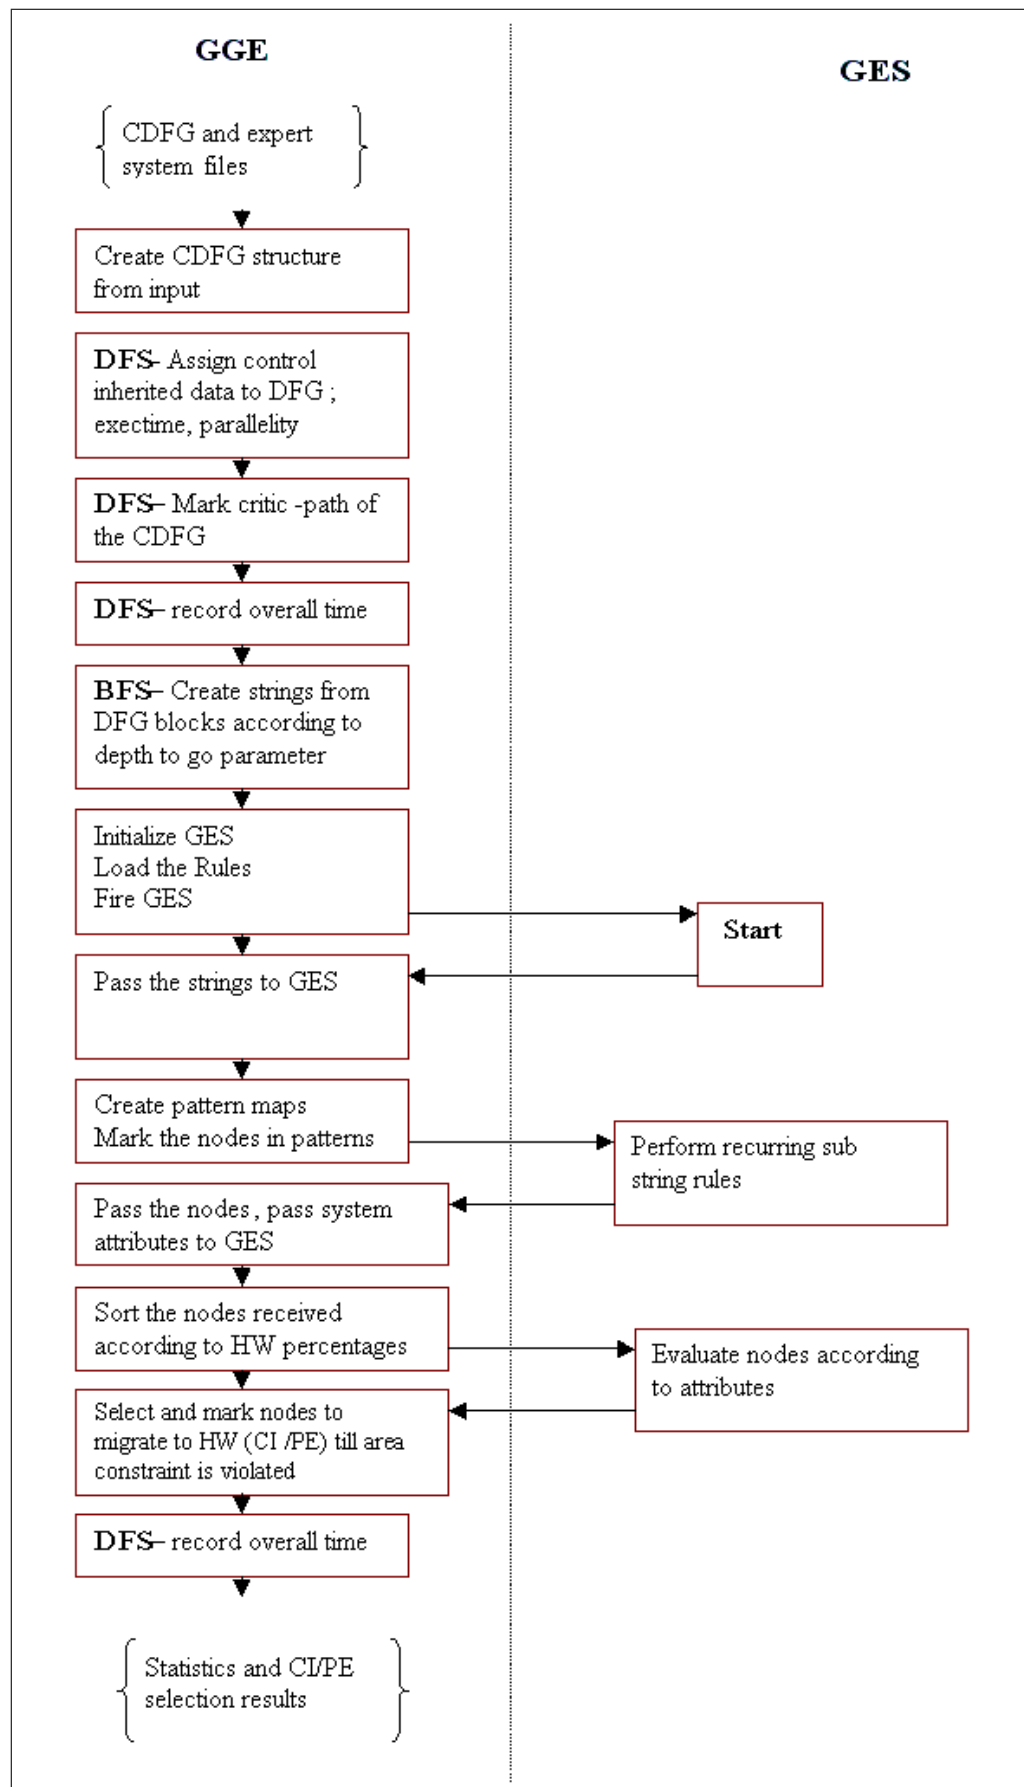 GGE
GES
CDFG and expert
system files
Create CDFG structure
from input
DFS- Assign control
inherited data to DFG ;
exectime, parallelity
DFS– Mark critic -path of
the CDFG
DFS– record overall time
BFS– Create strings from
DFG blocks according to
depth to go parameter
Initialize GES
Load the Rules
Fire GES
Start
Pass the strings to GES
Create pattern maps
Mark the nodes in patterns
Perform recurring sub
string rules
Pass the nodes , pass system
attributes to GES
Sort the nodes received
according to HW percentages
Evaluate nodes according
to attributes
Select and mark nodes to
migrate to HW (CI /PE) till area
constraint is violated
DFS– record overall time
Statistics and CI/PE
selection results